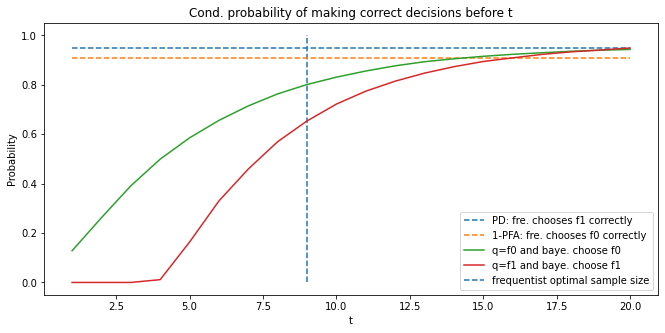 Cond. probability of making correct decisions before t
1.0
0.8
0.6
0.4
0.2
0.0
Probability
PD: fre. chooses f1 correctly
1-PFA: fre. chooses f0 correctly
q=f0 and baye. choose f0
q=f1 and baye. choose f1
frequentist optimal sample size
2.5 5.0 7.5 10.0 12.5 15.0 17.5 20.0
t